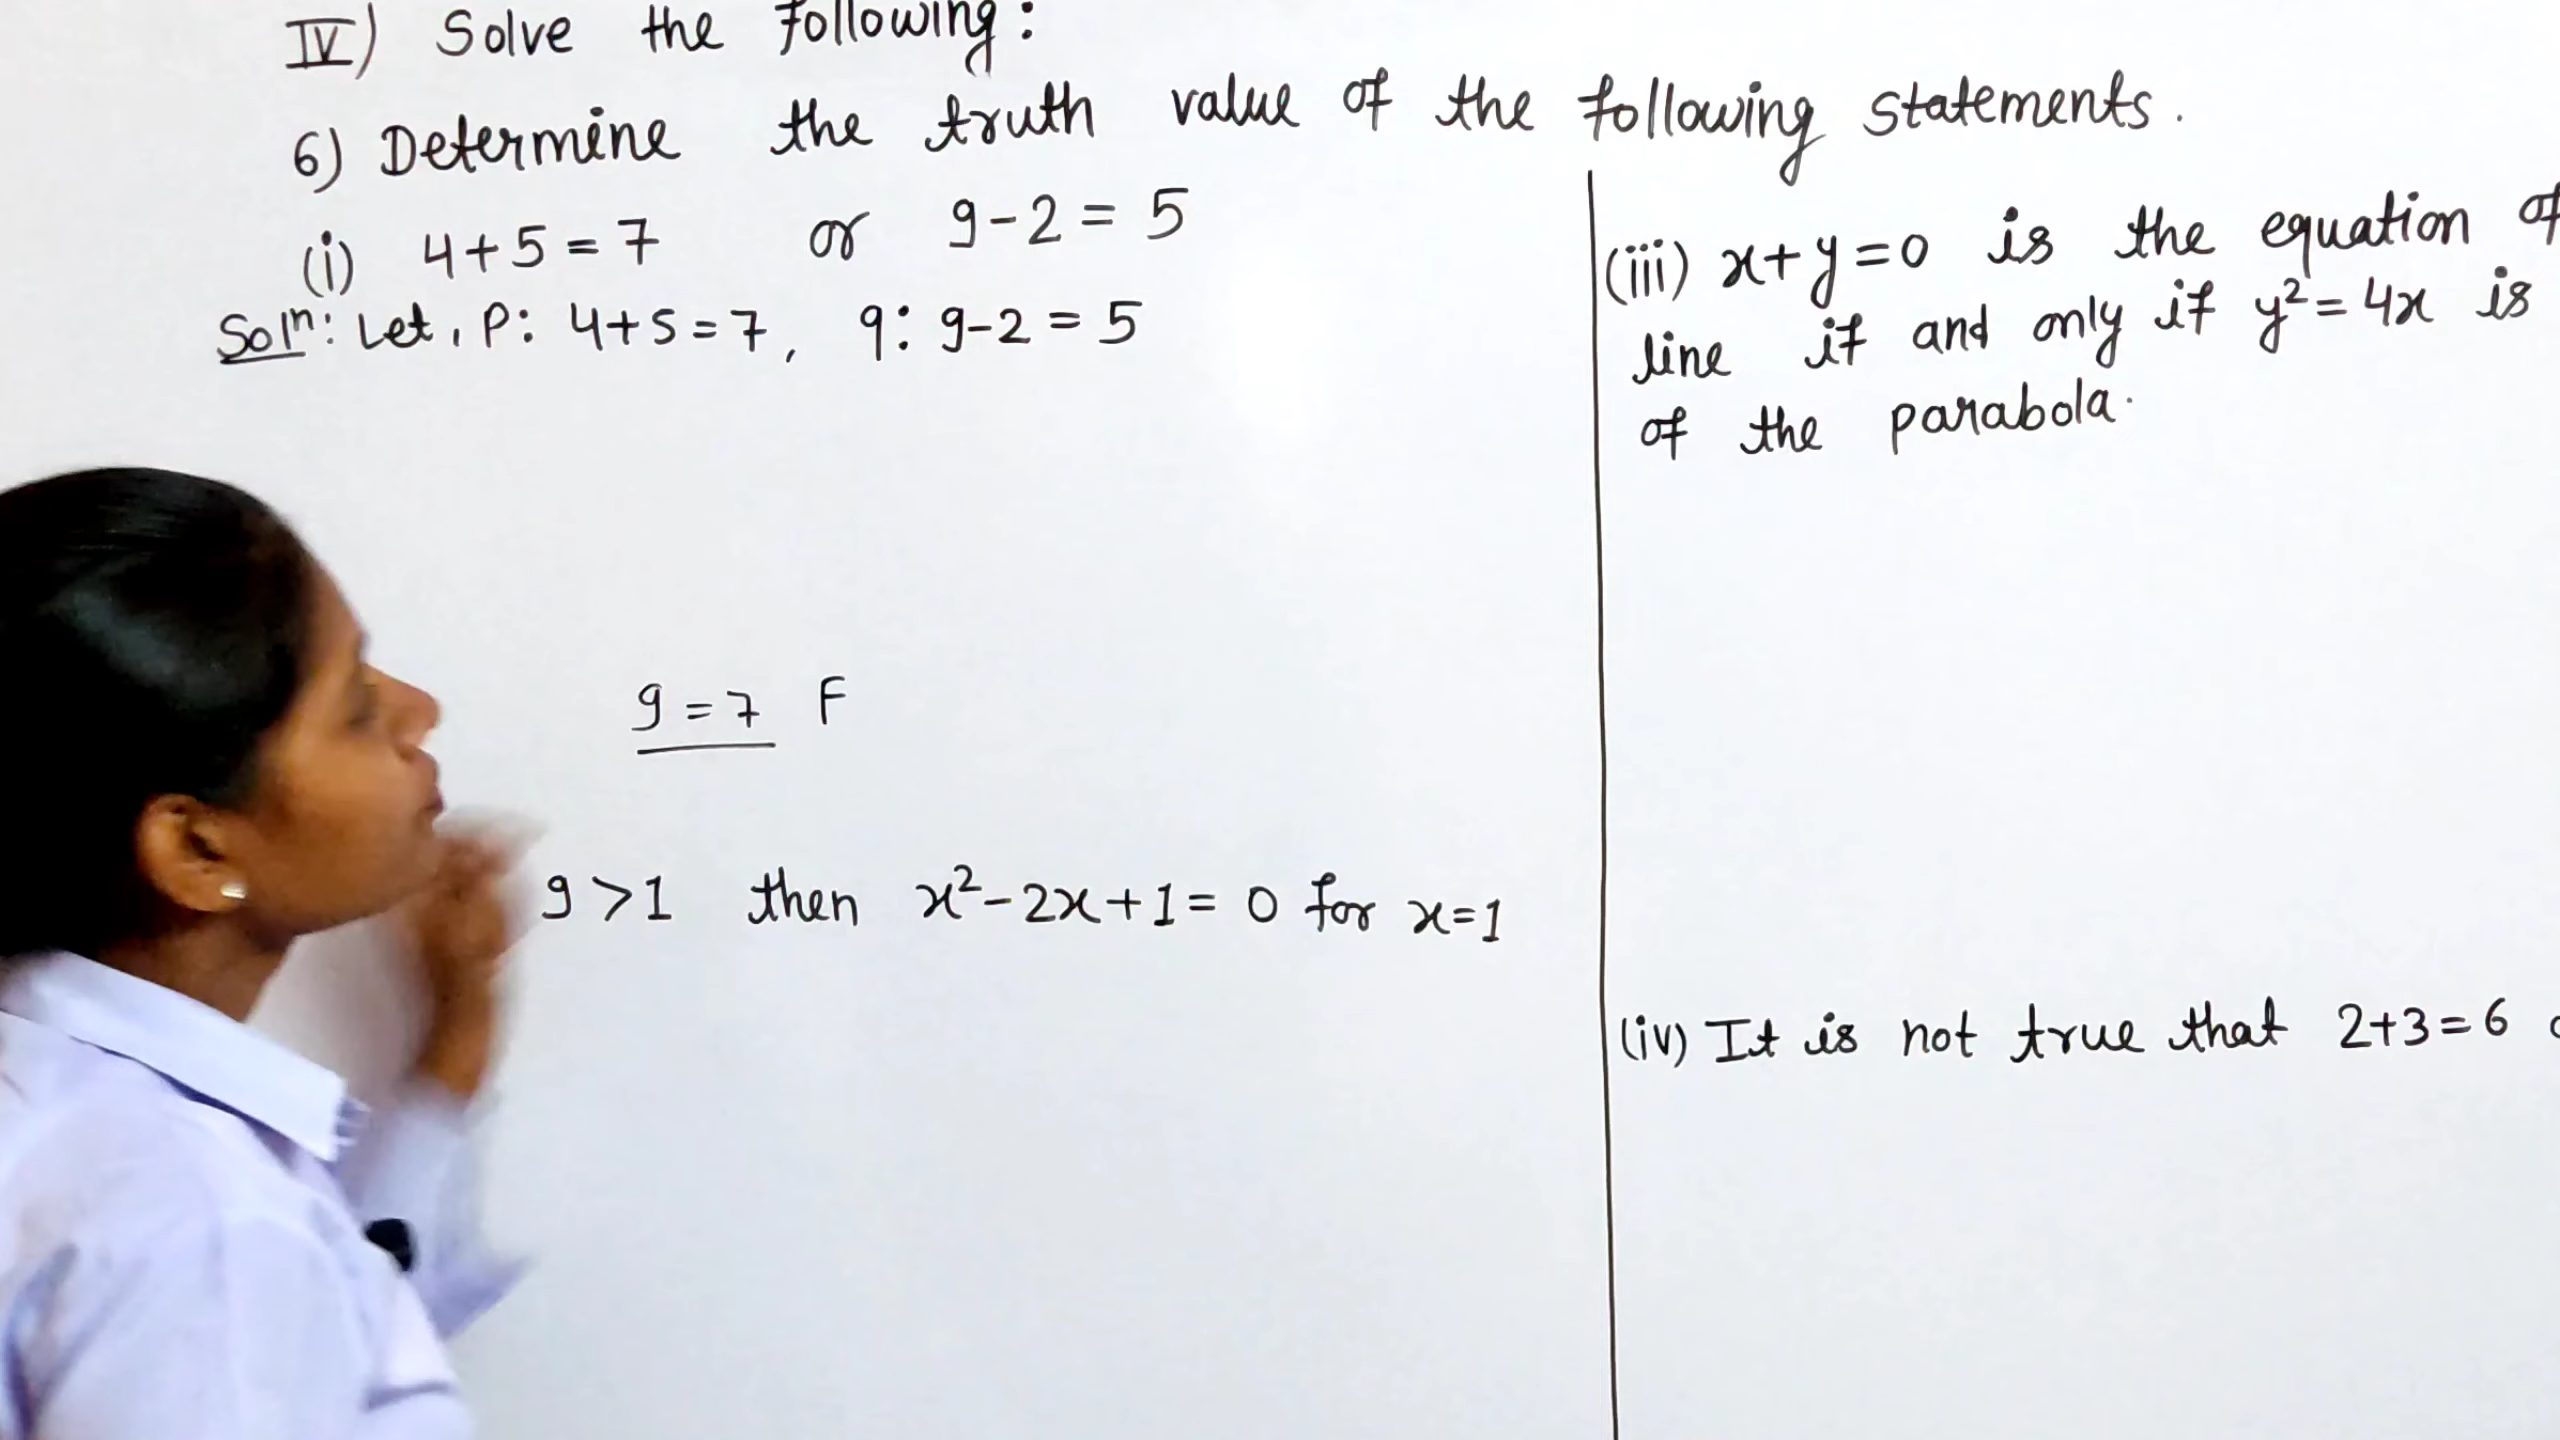 IV) Solve the following:
6) Determine the truth value of the following statements.
(i) 4+5=7 or 9-2=5
Solⁿ: Let, p: 4+5=7, q: 9-2=5
9=7 F
9>1 then x²-2x+1=0 for x=1
(iii) x+y=0 is the equation of
line if and only if y²=4x is
of the parabola.
(iv) It is not true that 2+3=6